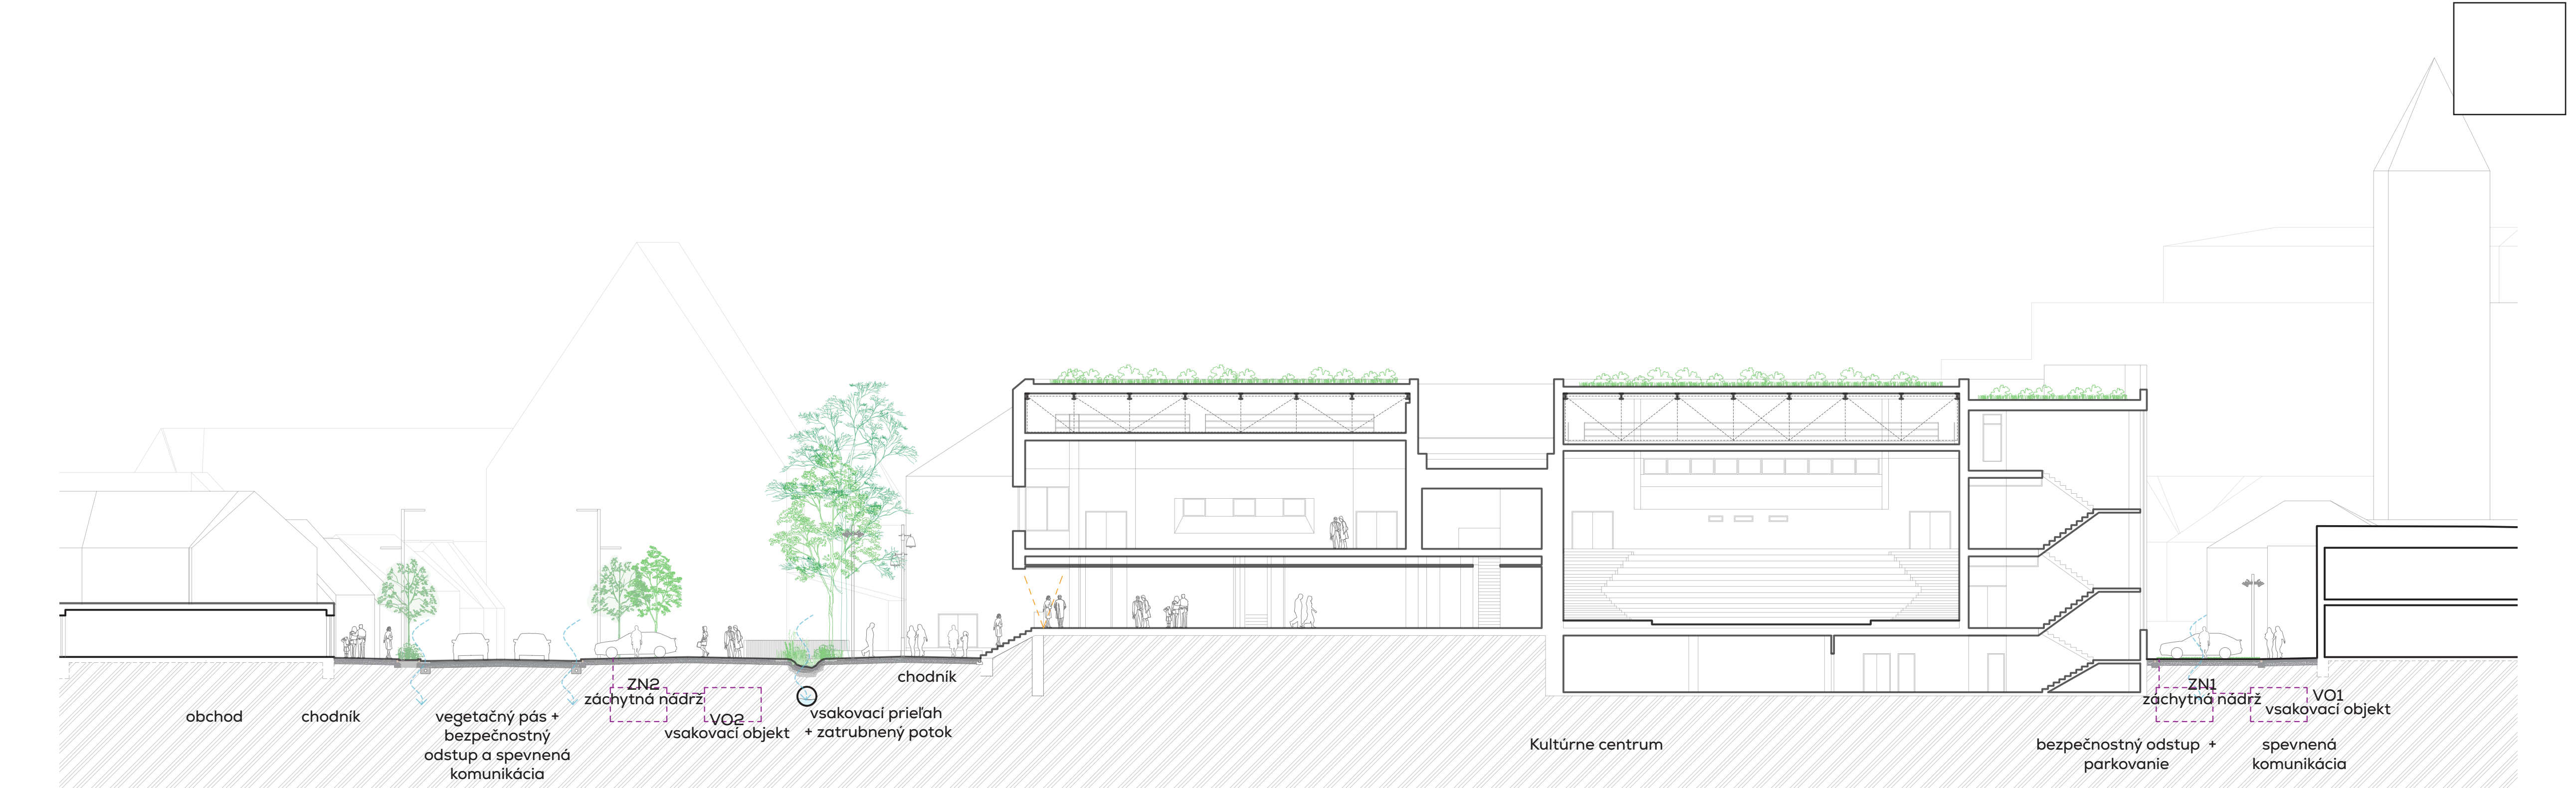 obchod
chodník
vegetačný pás +
bezpečnostný
odstup a spevnená
komunikácia
ZN2
záchytná nádrž
VO2
vsakovací objekt
vsakovací prieľah
+ zatrubnený potok
chodník
Kultúrne centrum
ZN1
záchytná nádrž
VO1
vsakovací objekt
bezpečnostný odstup +
parkovanie
spevnená
komunikácia